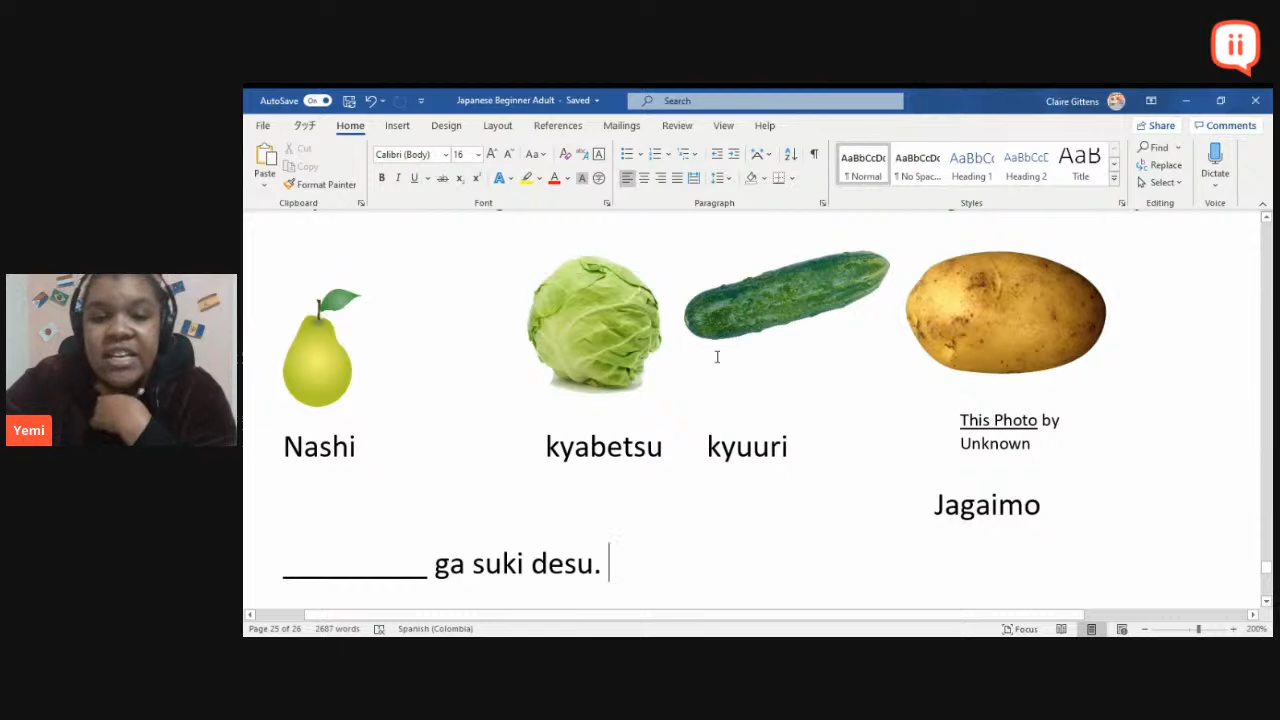 AutoSave On
Japanese Beginner Adult - Saved
Search
Claire Gittens
File タッチ Home Insert Design Layout References Mailings Review View Help
Share Comments
Paste
Cut
Copy
Format Painter
Clipboard
Calibri (Body) 16
Font
Paragraph
AaBbCcDc AaBbCcDc AaBbCc AaBbCcD AaB
¶ Normal ¶ No Spac... Heading 1 Heading 2 Title
Styles
Find
Replace
Select
Editing
Dictate
Voice
This Photo by
Unknown
Nashi kyabetsu kyuuri
Jagaimo
__________ ga suki desu.
Yemi
Page 25 of 26 2687 words Spanish (Colombia) Focus 200%